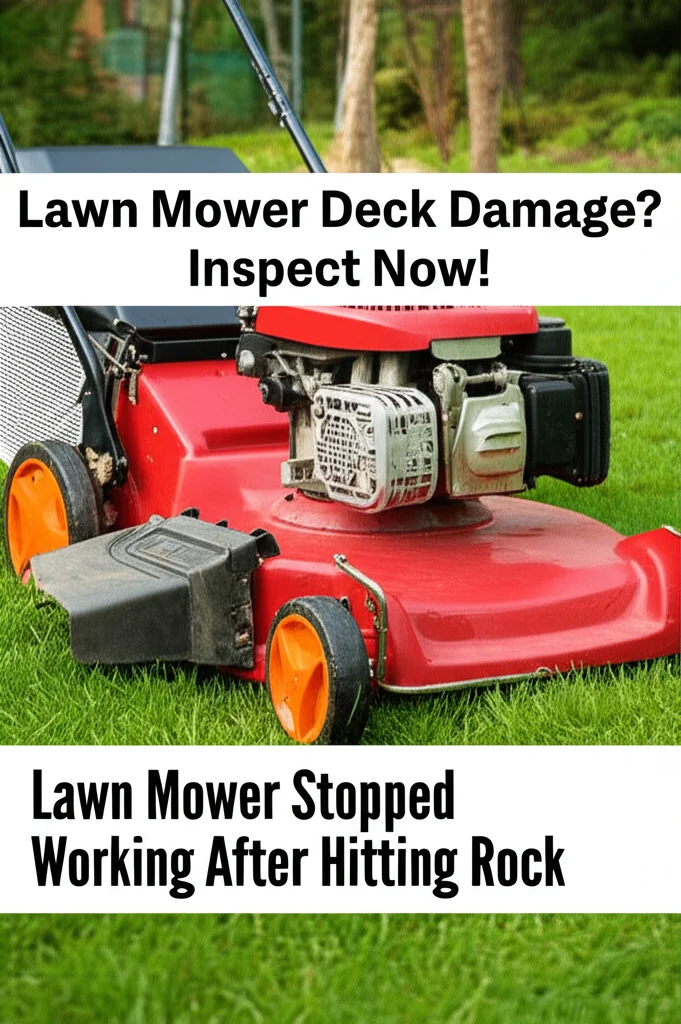 Lawn Mower Deck Damage?
Inspect Now!
Lawn Mower Stopped
Working After Hitting Rock